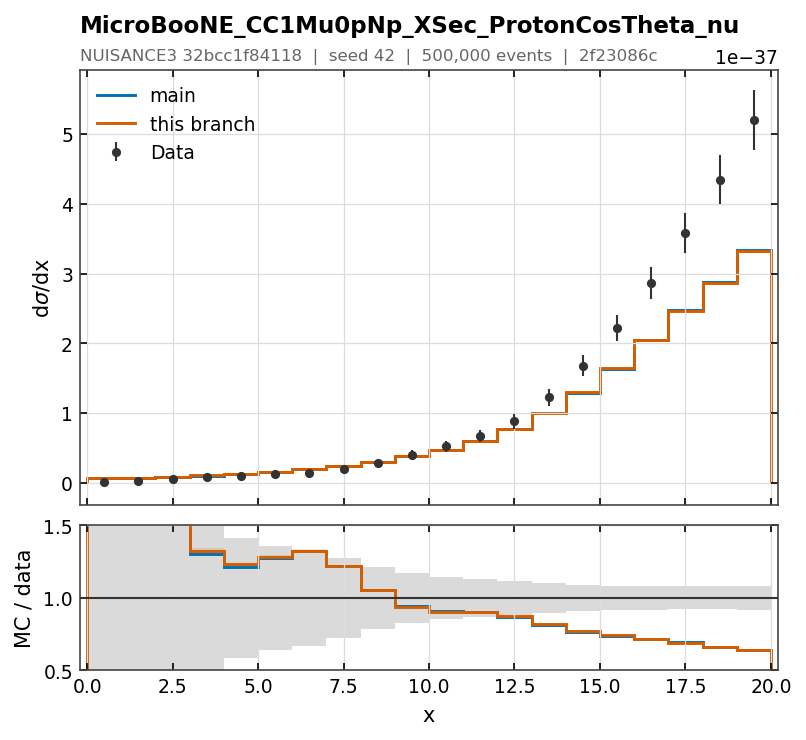 MicroBooNE_CC1Mu0pNp_XSec_ProtonCosTheta_nu
NUISANCE3 32bcc1f84118 | seed 42 | 500,000 events | 2f23086c
1e−37
main
this branch
Data
5
4
3
2
1
0
dσ/dx
1.5
1.0
0.5
MC / data
0.0 2.5 5.0 7.5 10.0 12.5 15.0 17.5 20.0
x